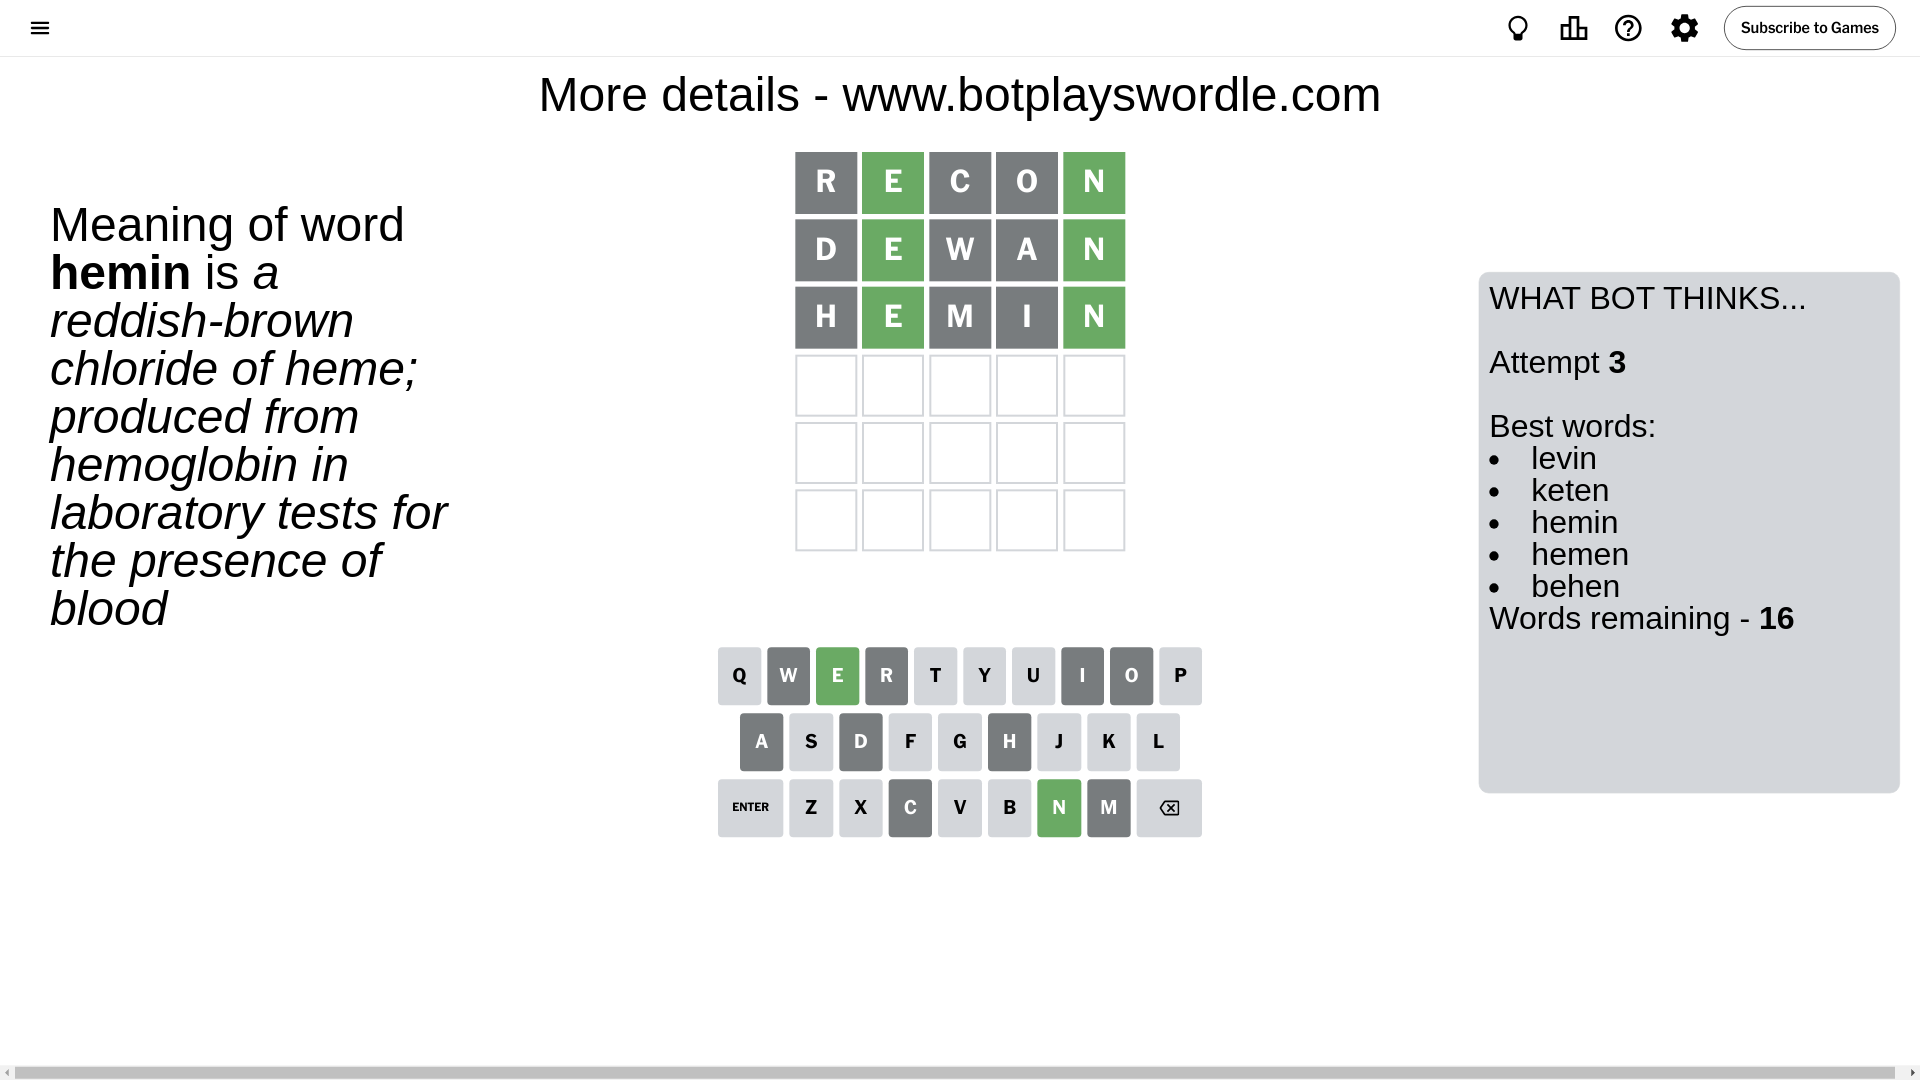 Subscribe to Games
More details - www.botplayswordle.com
Meaning of word
hemin is a
reddish-brown
chloride of heme;
produced from
hemoglobin in
laboratory tests for
the presence of
blood
R E C O N
D E W A N
H E M I N
WHAT BOT THINKS...
Attempt 3
Best words:
• levin
• keten
• hemin
• hemen
• behen
Words remaining - 16
Q W E R T Y U I O P
A S D F G H J K L
ENTER Z X C V B N M